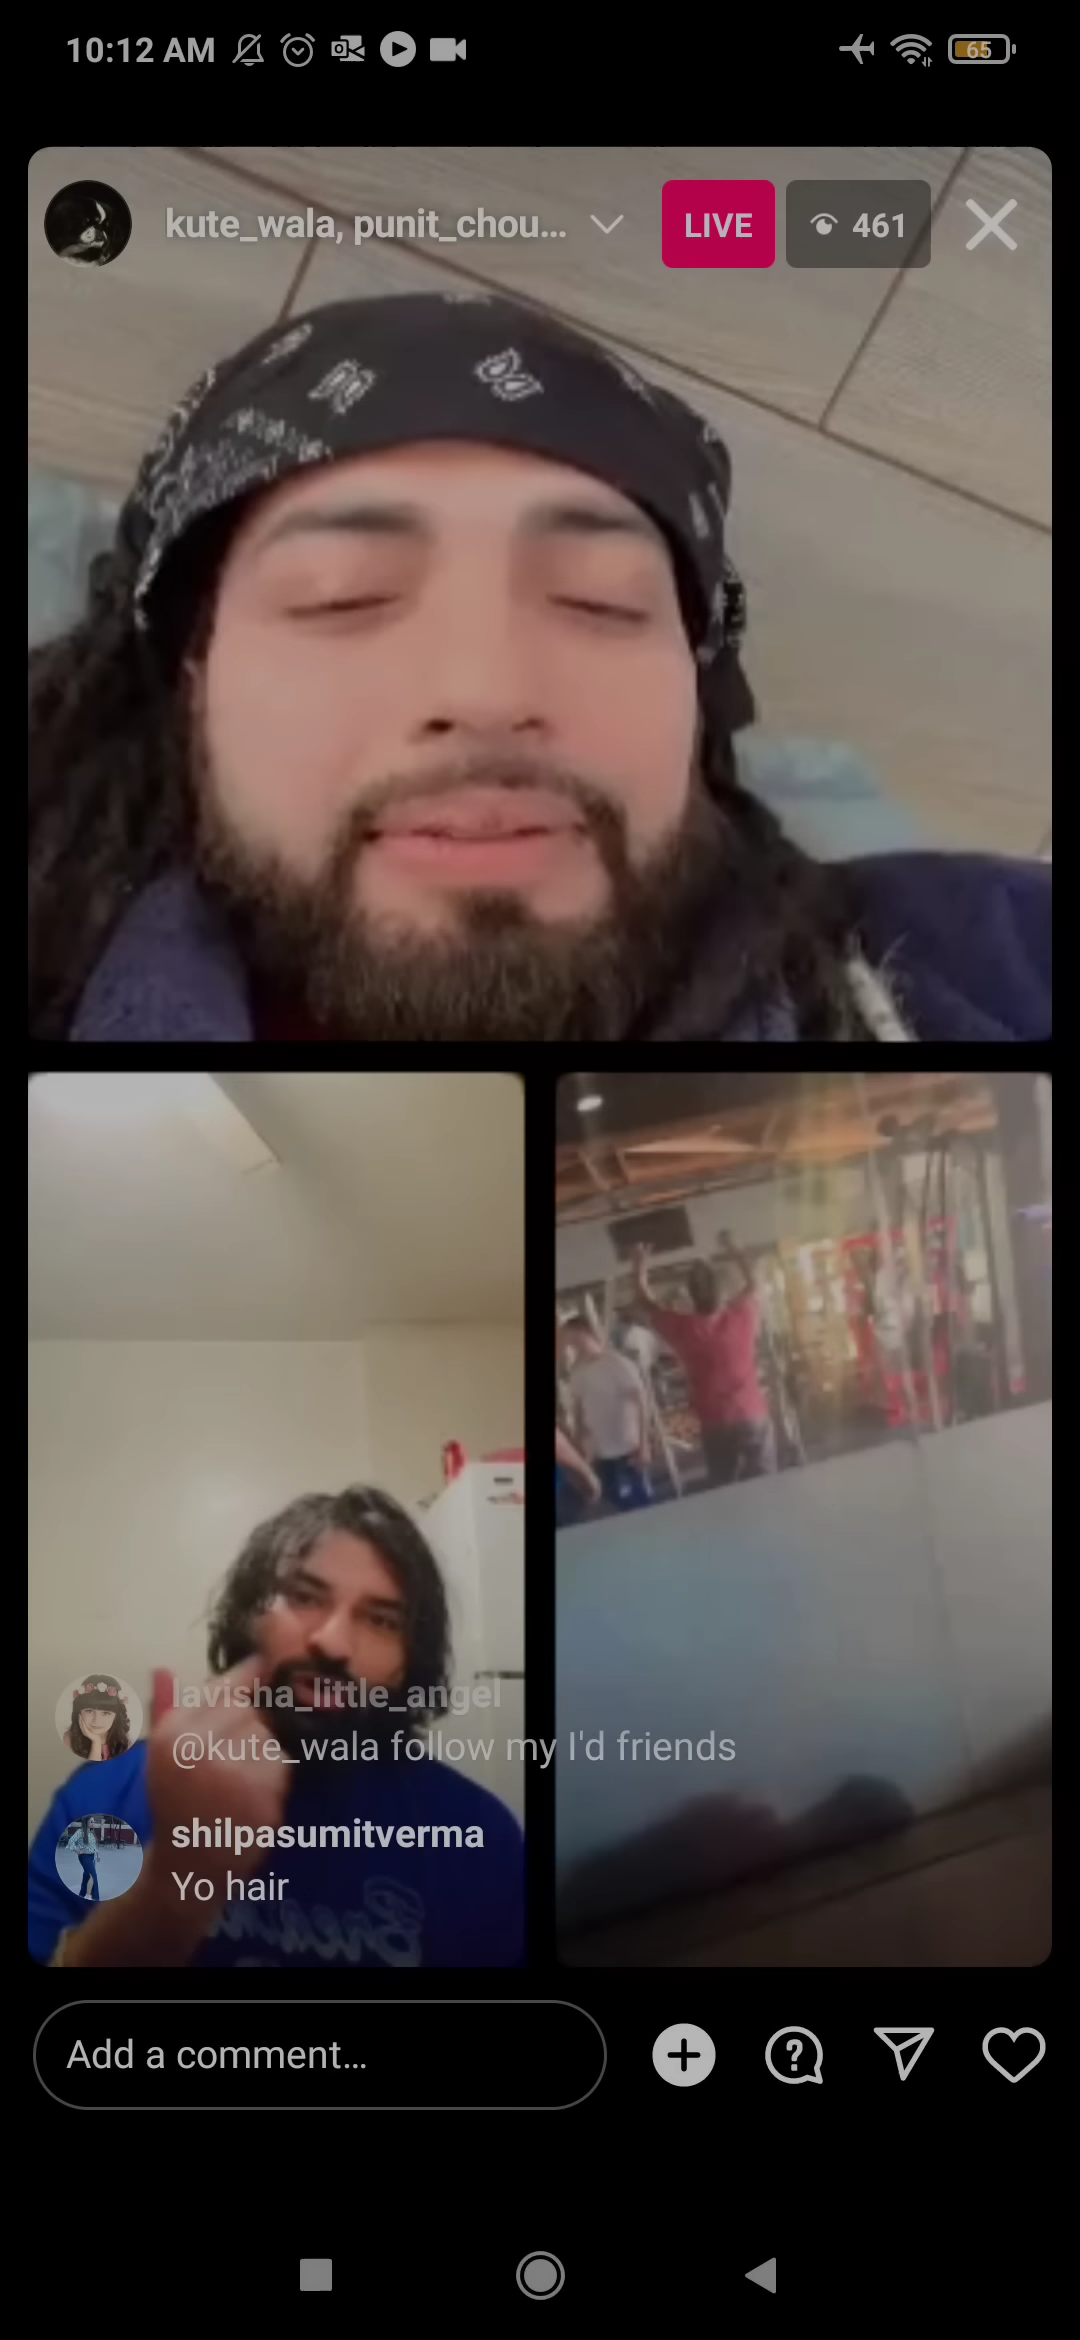 10:12 AM
65
kute_wala, punit_chou...
LIVE
461
lavisha_little_angel
@kute_wala follow my I'd friends
shilpasumitverma
Yo hair
Add a comment...